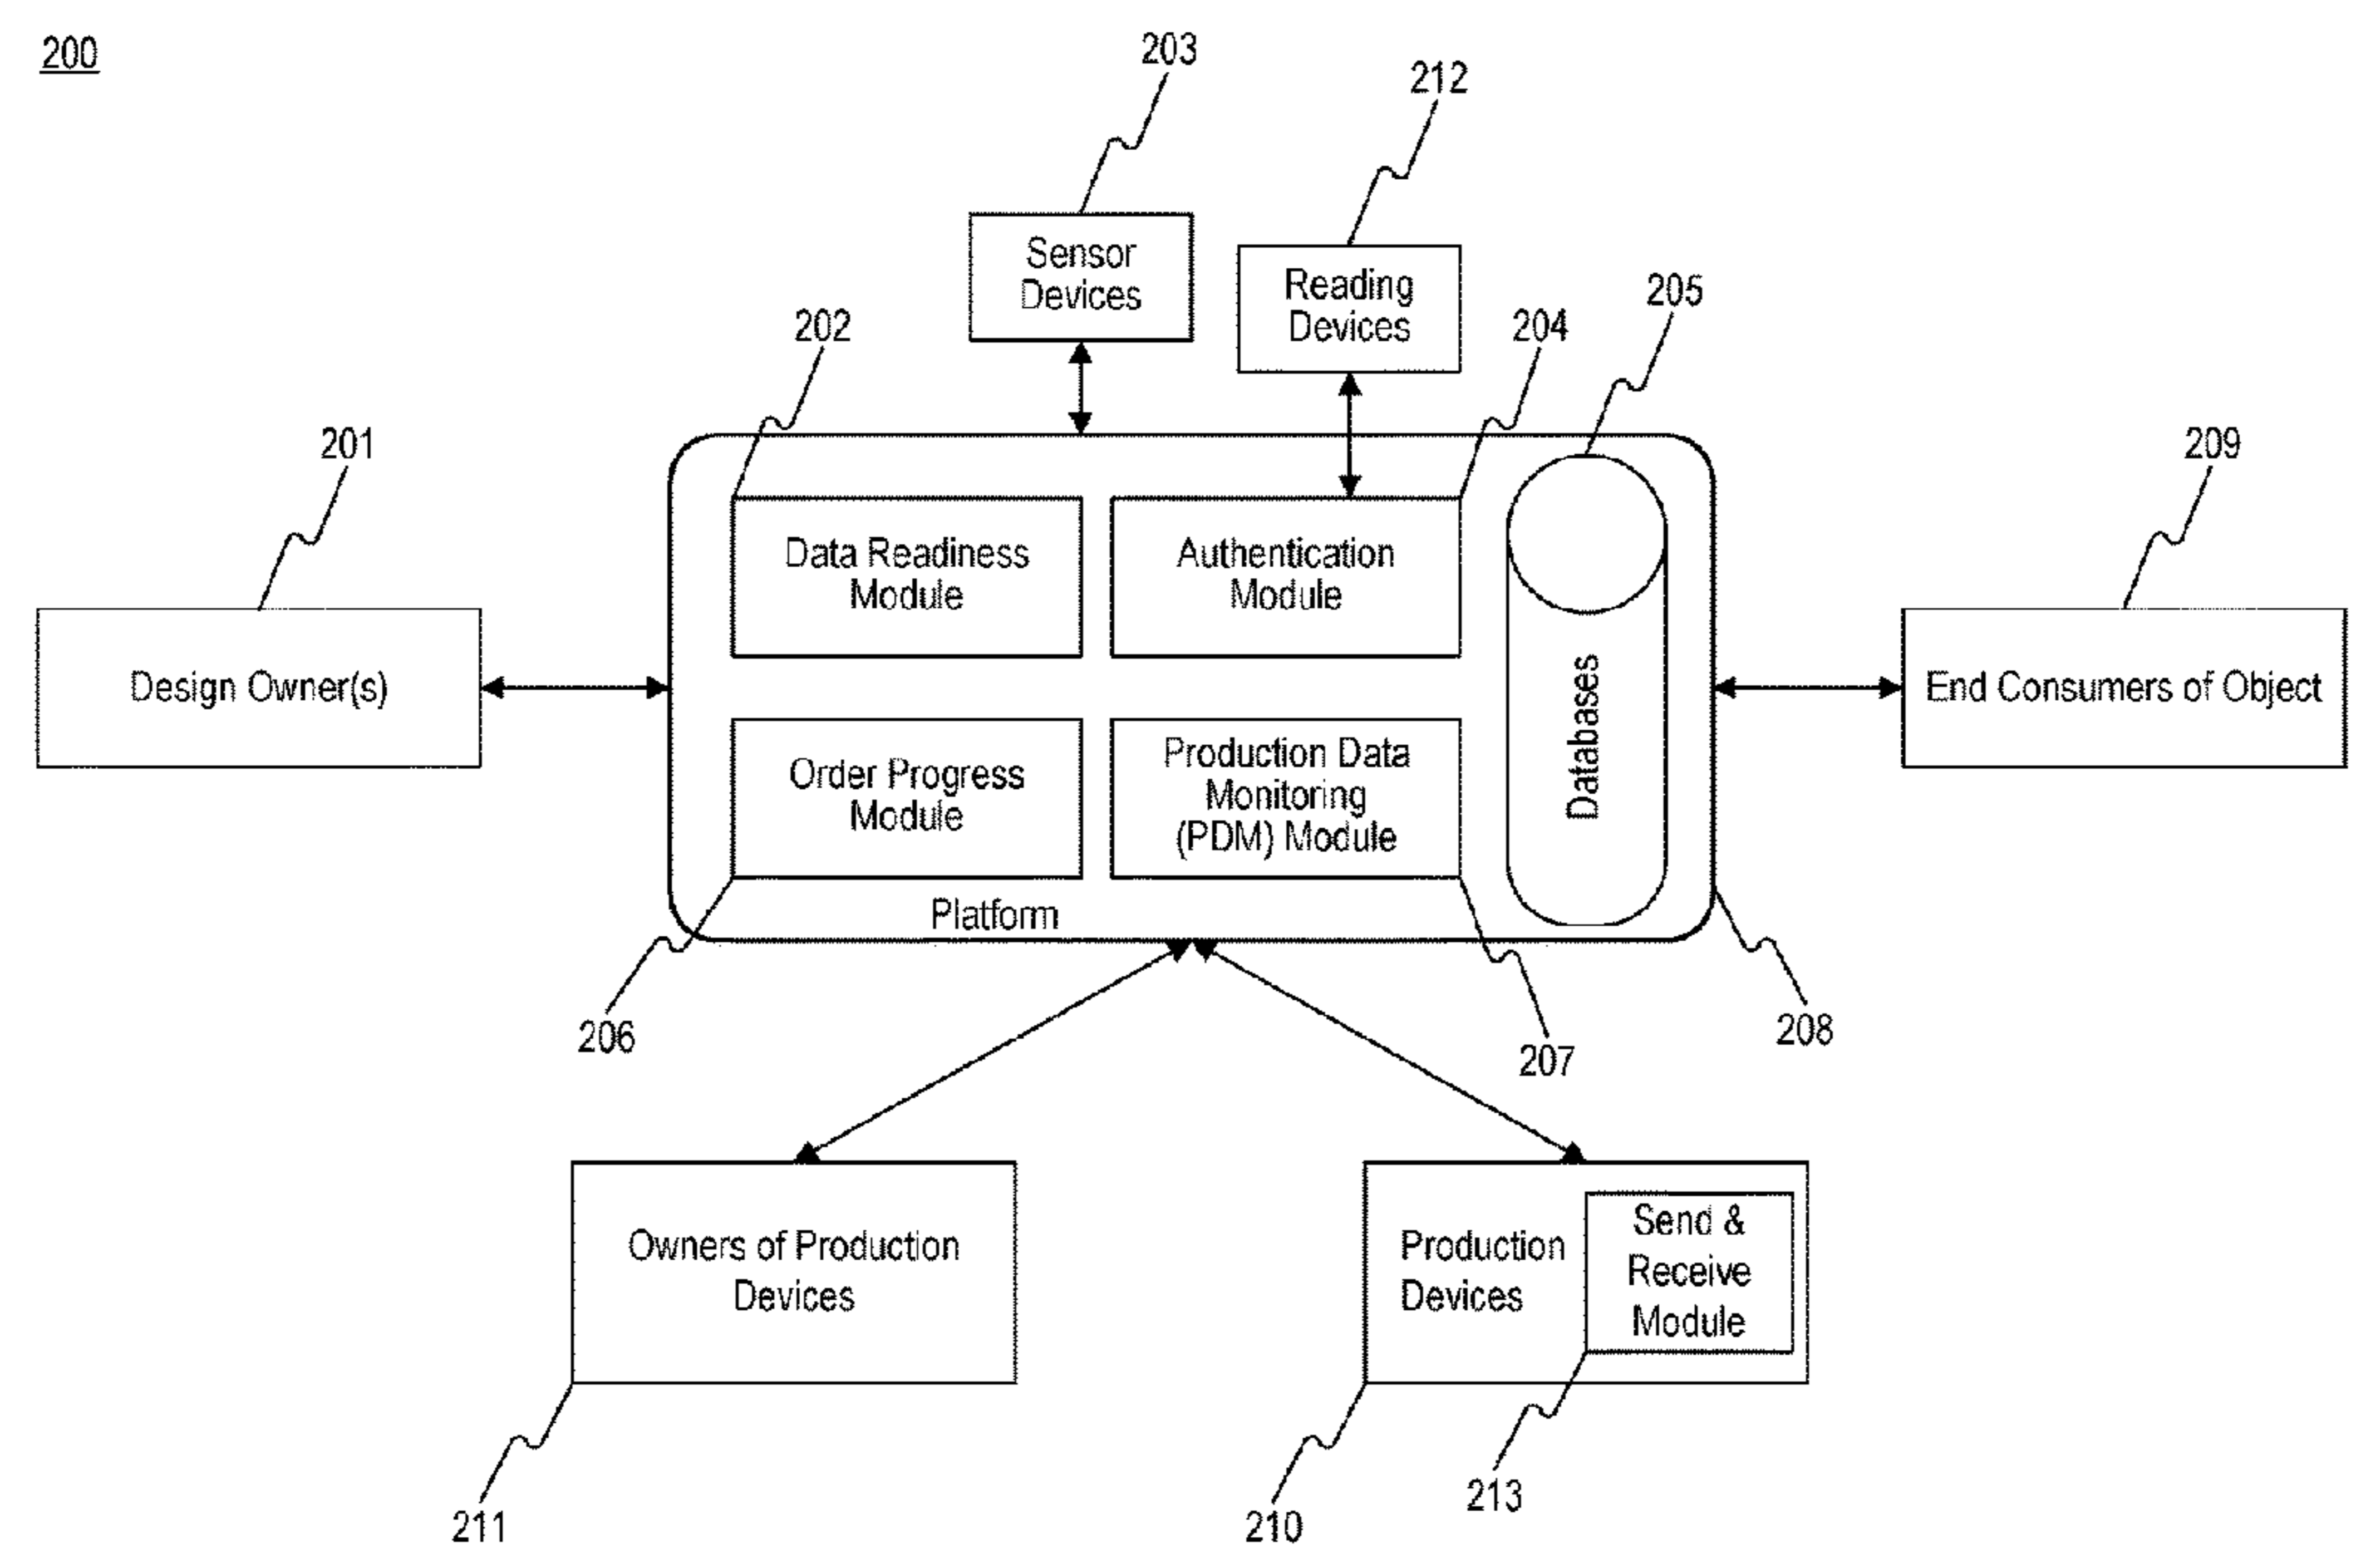 200
203
212
Sensor
Devices
Reading
Devices
205
202
204
201
209
Data Readiness
Module
Authentication
Module
Design Owner(s)
Databases
End Consumers of Object
Order Progress
Module
Production Data
Monitoring
(PDM) Module
Platform
206
207
208
Owners of Production
Devices
Production
Devices
Send &
Receive
Module
211
210
213